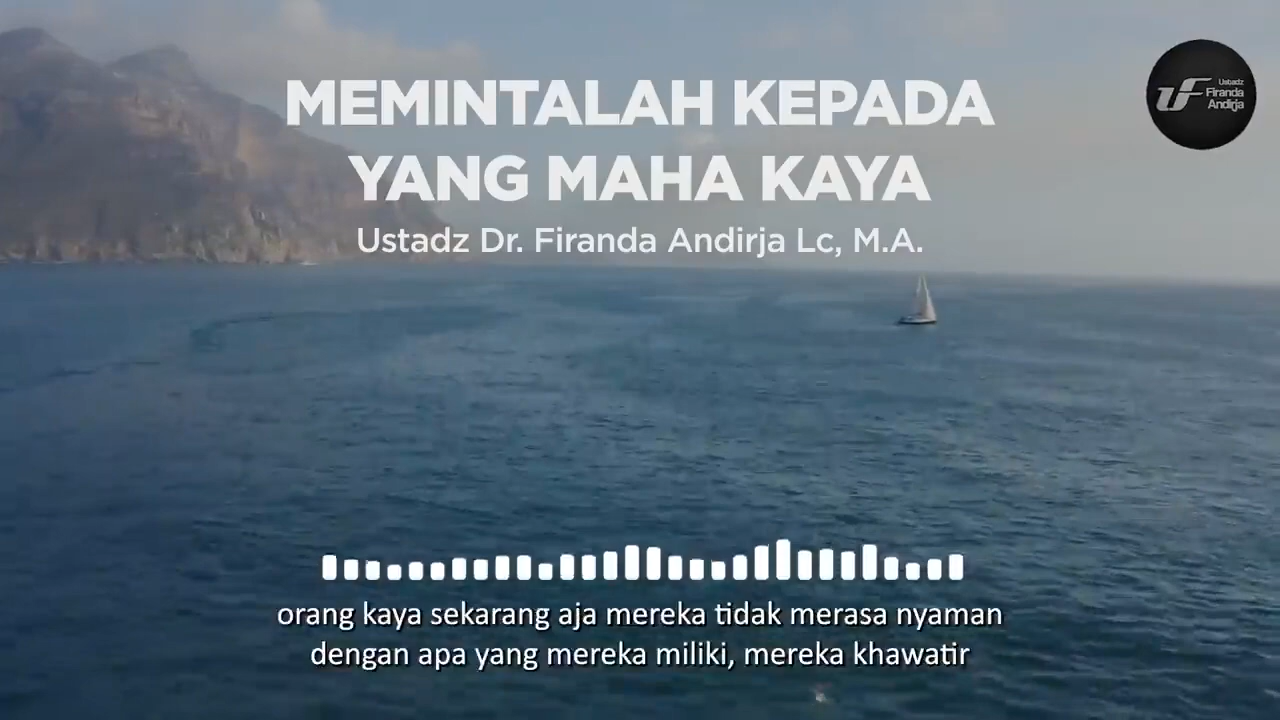 MEMINTALAH KEPADA
YANG MAHA KAYA
Ustadz Dr. Firanda Andirja Lc, M.A.
UF
Ustadz
Firanda
Andirja
orang kaya sekarang aja mereka tidak merasa nyaman
dengan apa yang mereka miliki, mereka khawatir